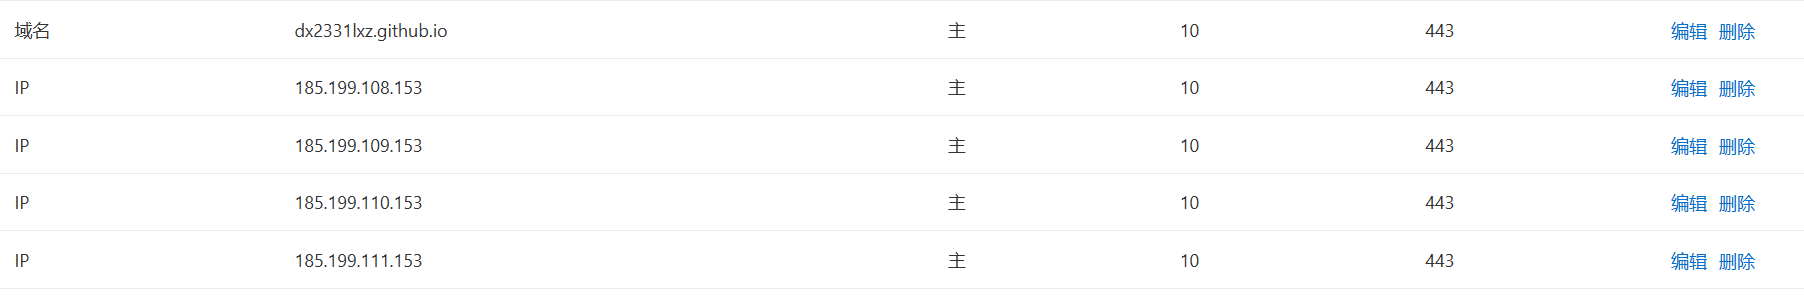 域名 dx2331lxz.github.io 主 10 443 编辑 删除
IP 185.199.108.153 主 10 443 编辑 删除
IP 185.199.109.153 主 10 443 编辑 删除
IP 185.199.110.153 主 10 443 编辑 删除
IP 185.199.111.153 主 10 443 编辑 删除